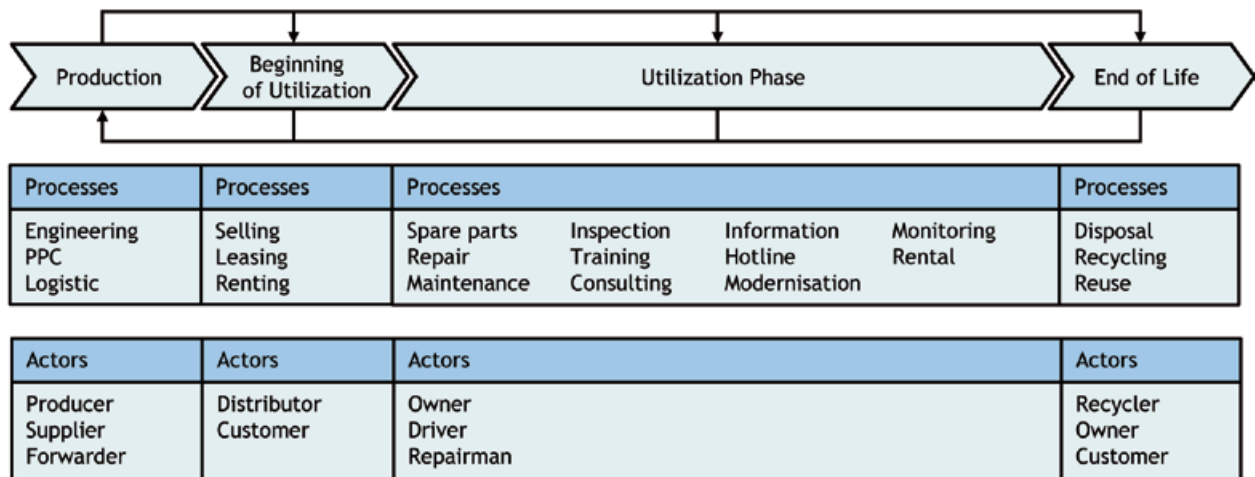 Production
Beginning
of Utilization
Utilization Phase
End of Life
Processes
Engineering
PPC
Logistic
Processes
Selling
Leasing
Renting
Processes
Spare parts Inspection Information Monitoring
Repair Training Hotline Rental
Maintenance Consulting Modernisation
Processes
Disposal
Recycling
Reuse
Actors
Producer
Supplier
Forwarder
Actors
Distributor
Customer
Actors
Owner
Driver
Repairman
Actors
Recycler
Owner
Customer